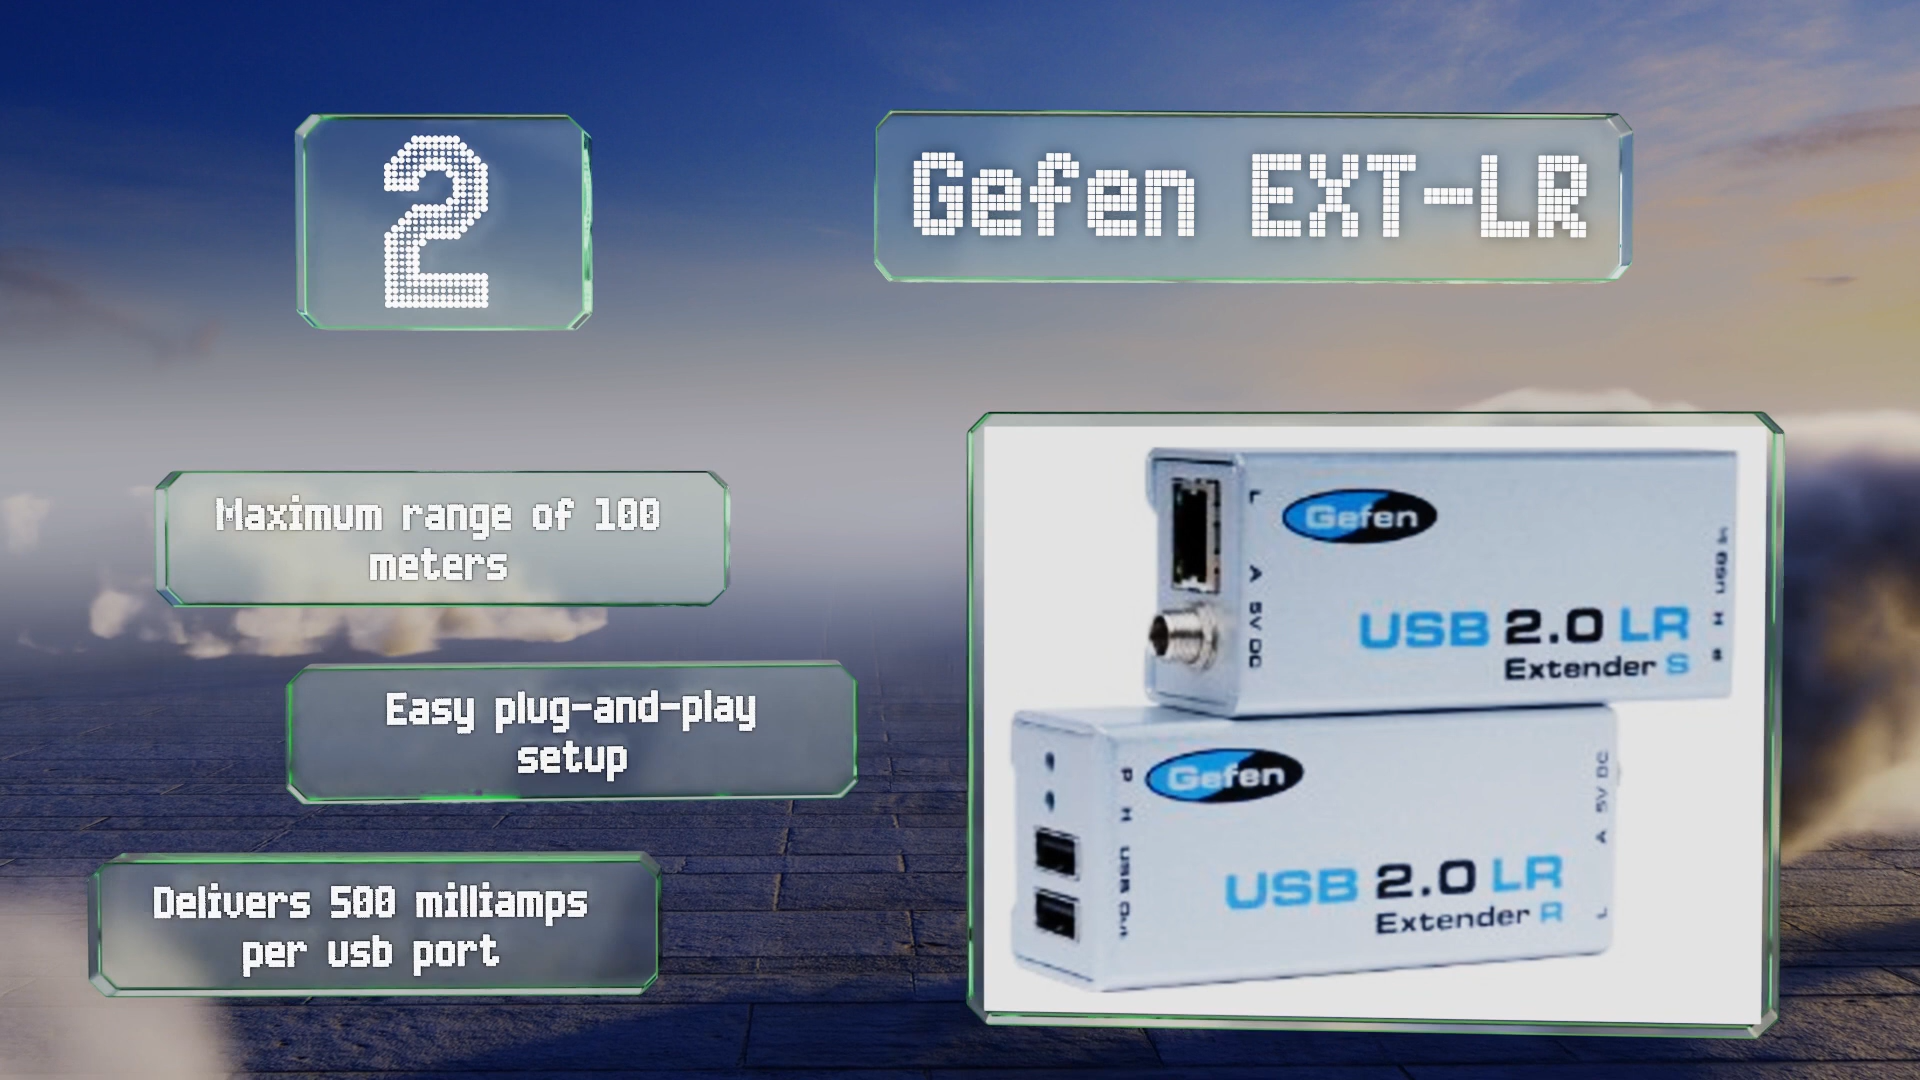 2
Gefen EXT-LR
Maximum range of 100
meters
Easy plug-and-play
setup
Delivers 500 milliamps
per usb port
L
A
5V DC
Gefen
USB 2.0 LR
Extender S
Gefen
USB 2.0 LR
Extender R
P
H
USB Out
5V DC
A
L